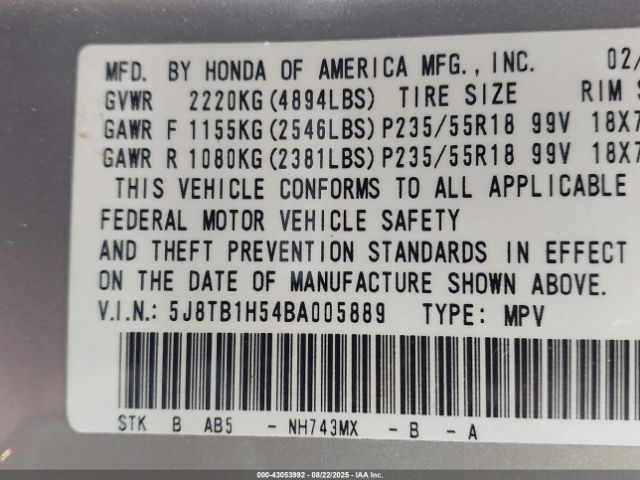 MFD. BY HONDA OF AMERICA MFG., INC. 02/
GVWR 2220KG(4894LBS) TIRE SIZE RIM S
GAWR F 1155KG(2546LBS)P235/55R18 99V 18X7
GAWR R 1080KG(2381LBS)P235/55R18 99V 18X7
THIS VEHICLE CONFORMS TO ALL APPLICABLE
FEDERAL MOTOR VEHICLE SAFETY
AND THEFT PREVENTION STANDARDS IN EFFECT
ON THE DATE OF MANUFACTURE SHOWN ABOVE.
V.I.N.: 5J8TB1H54BA005889 TYPE: MPV
STK B AB5 - NH743MX - B - A
000-43053992 - 08/22/2025 - IAAI.com